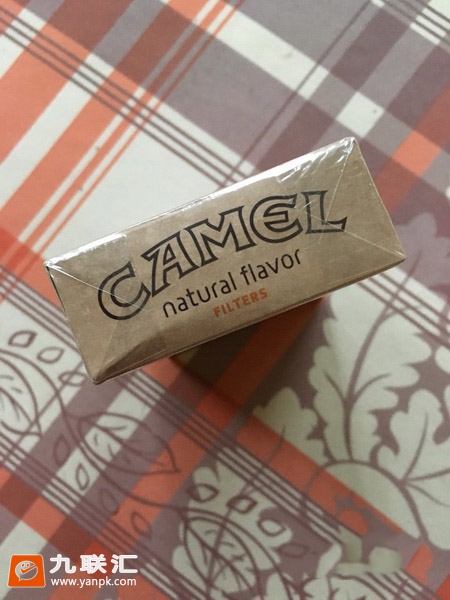 CAMEL
natural flavor
FILTERS
九联汇
www.yanpk.com